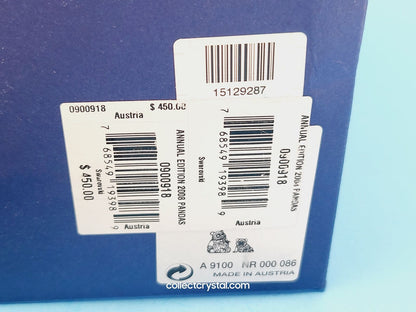 15129287
0900918 $ 450.00
Austria
7 68549 19398 9
Swarovski
$ 450.00
0900918
ANNUAL EDITION 2008 PANDAS
7 68549 19398 9
Swarovski
Austria
0900918
ANNUAL EDITION 2008 PANDAS
Austria
A 9100 NR 000 086
MADE IN AUSTRIA
collectcrystal.com